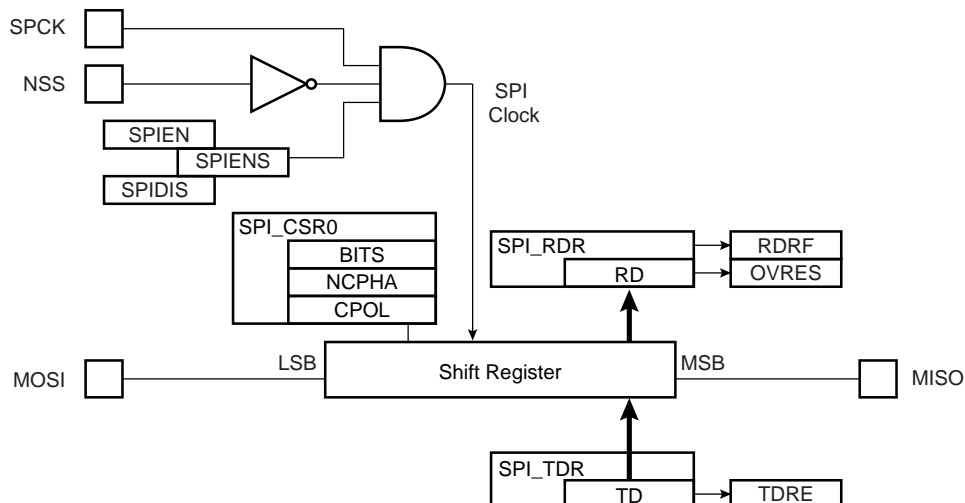 SPCK
NSS
SPI
Clock
SPIEN
SPIENS
SPIDIS
SPI_CSR0
BITS
NCPHA
CPOL
SPI_RDR
RD
RDRF
OVRES
MOSI
LSB
Shift Register
MSB
MISO
SPI_TDR
TD
TDRE